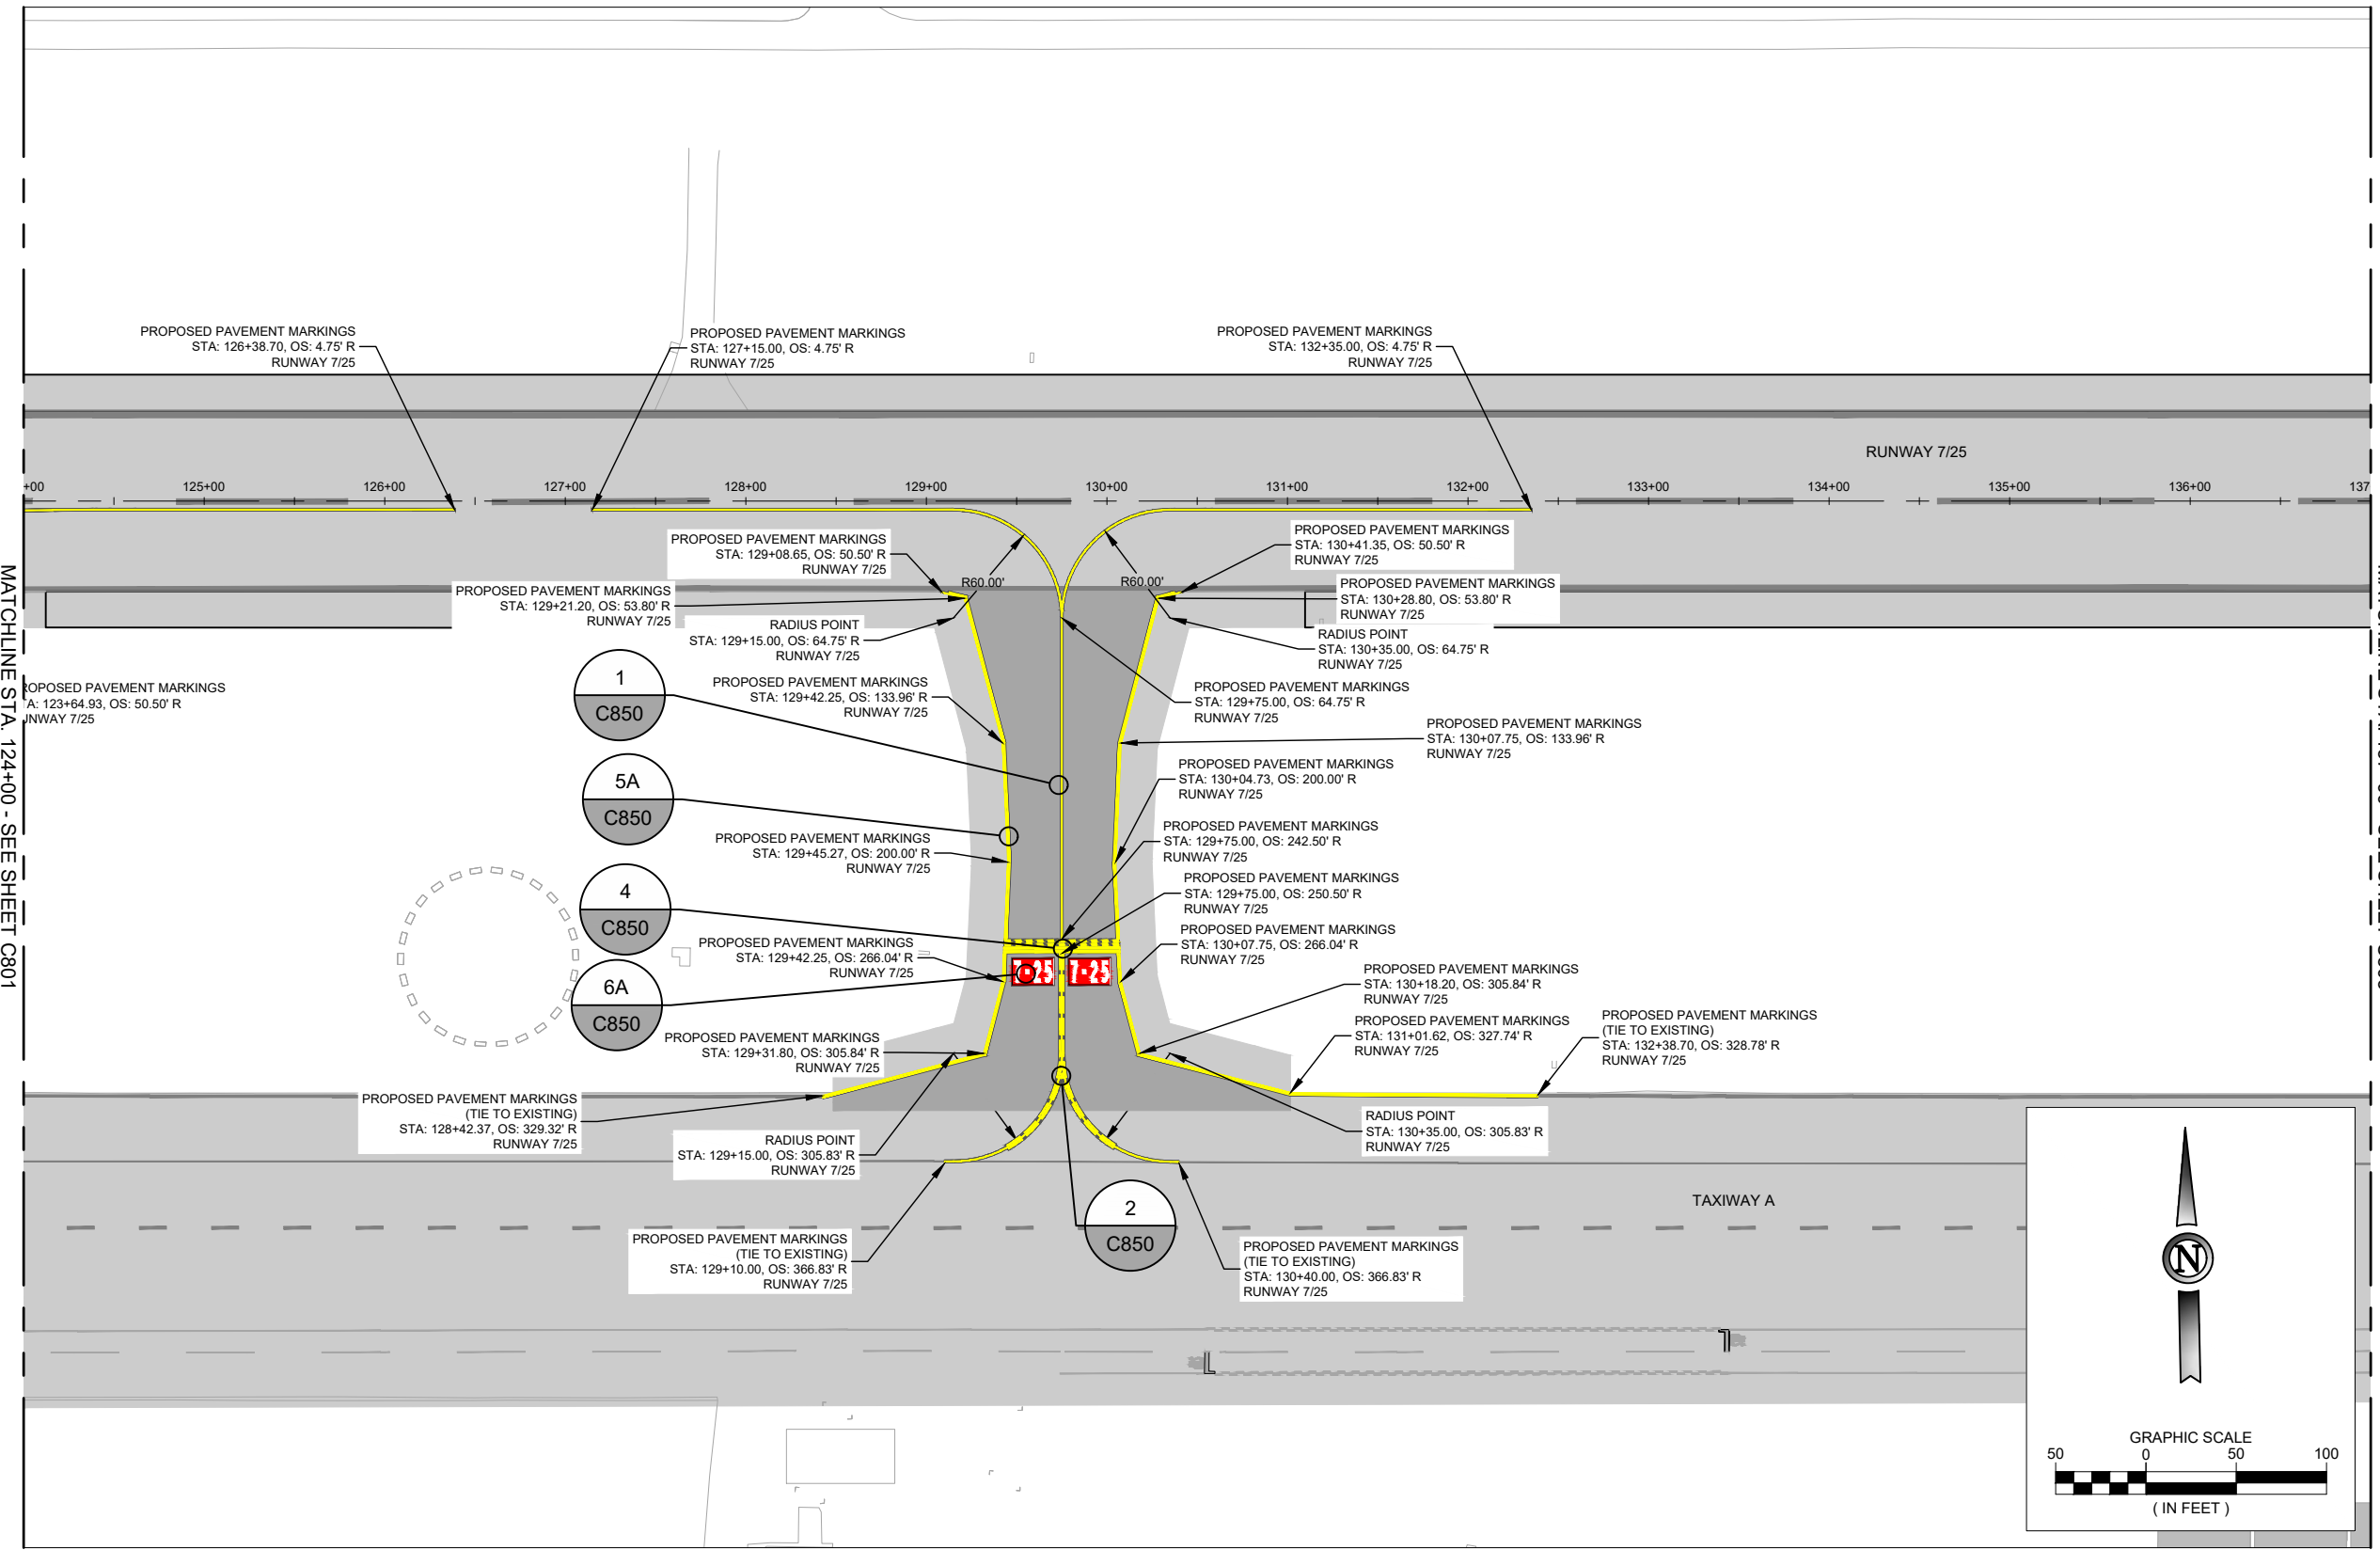 PROPOSED PAVEMENT MARKINGS
STA: 126+38.70, OS: 4.75' R
RUNWAY 7/25
PROPOSED PAVEMENT MARKINGS
STA: 127+15.00, OS: 4.75' R
RUNWAY 7/25
PROPOSED PAVEMENT MARKINGS
STA: 132+35.00, OS: 4.75' R
RUNWAY 7/25
RUNWAY 7/25
+00 125+00 126+00 127+00 128+00 129+00 130+00 131+00 132+00 133+00 134+00 135+00 136+00 137
PROPOSED PAVEMENT MARKINGS
STA: 129+08.65, OS: 50.50' R
RUNWAY 7/25
PROPOSED PAVEMENT MARKINGS
STA: 130+41.35, OS: 50.50' R
RUNWAY 7/25
R60.00'
R60.00'
PROPOSED PAVEMENT MARKINGS
STA: 129+21.20, OS: 53.80' R
RUNWAY 7/25
PROPOSED PAVEMENT MARKINGS
STA: 130+28.80, OS: 53.80' R
RUNWAY 7/25
RADIUS POINT
STA: 129+15.00, OS: 64.75' R
RUNWAY 7/25
RADIUS POINT
STA: 130+35.00, OS: 64.75' R
RUNWAY 7/25
MATCHLINE STA. 124+00 - SEE SHEET C801
ROPOSED PAVEMENT MARKINGS
A: 123+64.93, OS: 50.50' R
UNWAY 7/25
1
C850
PROPOSED PAVEMENT MARKINGS
STA: 129+42.25, OS: 133.96' R
RUNWAY 7/25
PROPOSED PAVEMENT MARKINGS
STA: 129+75.00, OS: 64.75' R
RUNWAY 7/25
PROPOSED PAVEMENT MARKINGS
STA: 130+07.75, OS: 133.96' R
RUNWAY 7/25
5A
C850
PROPOSED PAVEMENT MARKINGS
STA: 130+04.73, OS: 200.00' R
RUNWAY 7/25
PROPOSED PAVEMENT MARKINGS
STA: 129+45.27, OS: 200.00' R
RUNWAY 7/25
PROPOSED PAVEMENT MARKINGS
STA: 129+75.00, OS: 242.50' R
RUNWAY 7/25
4
C850
PROPOSED PAVEMENT MARKINGS
STA: 129+75.00, OS: 250.50' R
RUNWAY 7/25
PROPOSED PAVEMENT MARKINGS
STA: 129+42.25, OS: 266.04' R
RUNWAY 7/25
PROPOSED PAVEMENT MARKINGS
STA: 130+07.75, OS: 266.04' R
RUNWAY 7/25
7-25 7-25
6A
C850
PROPOSED PAVEMENT MARKINGS
STA: 130+18.20, OS: 305.84' R
RUNWAY 7/25
PROPOSED PAVEMENT MARKINGS
STA: 129+31.80, OS: 305.84' R
RUNWAY 7/25
PROPOSED PAVEMENT MARKINGS
STA: 131+01.62, OS: 327.74' R
RUNWAY 7/25
PROPOSED PAVEMENT MARKINGS
(TIE TO EXISTING)
STA: 132+38.70, OS: 328.78' R
RUNWAY 7/25
PROPOSED PAVEMENT MARKINGS
(TIE TO EXISTING)
STA: 128+42.37, OS: 329.32' R
RUNWAY 7/25
RADIUS POINT
STA: 129+15.00, OS: 305.83' R
RUNWAY 7/25
RADIUS POINT
STA: 130+35.00, OS: 305.83' R
RUNWAY 7/25
2
C850
TAXIWAY A
PROPOSED PAVEMENT MARKINGS
(TIE TO EXISTING)
STA: 129+10.00, OS: 366.83' R
RUNWAY 7/25
PROPOSED PAVEMENT MARKINGS
(TIE TO EXISTING)
STA: 130+40.00, OS: 366.83' R
RUNWAY 7/25
N
GRAPHIC SCALE
50 0 50 100
( IN FEET )